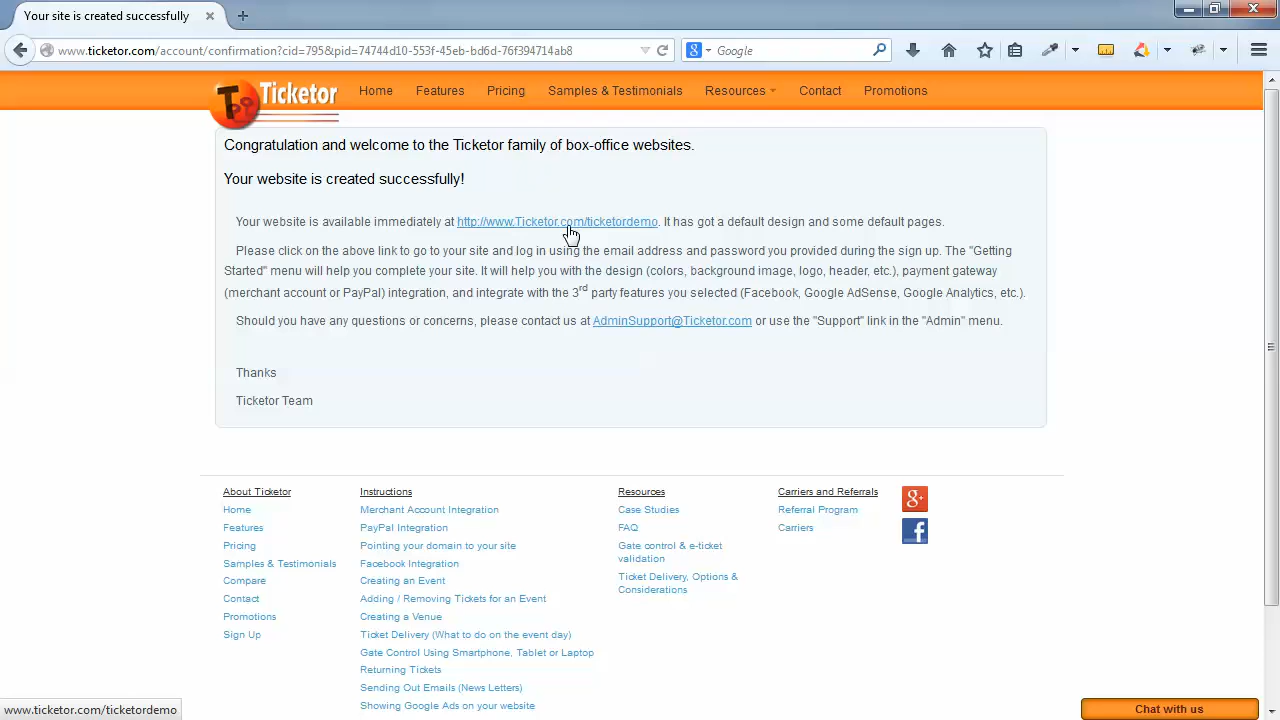 Your site is created successfully
www.ticketor.com/account/confirmation?cid=795&pid=74744d10-553f-45eb-bd6d-76f394714ab8
Google
Ticketor Home Features Pricing Samples & Testimonials Resources Contact Promotions
Congratulation and welcome to the Ticketor family of box-office websites.
Your website is created successfully!
Your website is available immediately at http://www.Ticketor.com/ticketordemo. It has got a default design and some default pages.
Please click on the above link to go to your site and log in using the email address and password you provided during the sign up. The "Getting
Started" menu will help you complete your site. It will help you with the design (colors, background image, logo, header, etc.), payment gateway
(merchant account or PayPal) integration, and integrate with the 3rd party features you selected (Facebook, Google AdSense, Google Analytics, etc.).
Should you have any questions or concerns, please contact us at AdminSupport@Ticketor.com or use the "Support" link in the "Admin" menu.
Thanks
Ticketor Team
About Ticketor
Home
Features
Pricing
Samples & Testimonials
Compare
Contact
Promotions
Sign Up
Instructions
Merchant Account Integration
PayPal Integration
Pointing your domain to your site
Facebook Integration
Creating an Event
Adding / Removing Tickets for an Event
Creating a Venue
Ticket Delivery (What to do on the event day)
Gate Control Using Smartphone, Tablet or Laptop
Returning Tickets
Sending Out Emails (News Letters)
Showing Google Ads on your website
Resources
Case Studies
FAQ
Gate control & e-ticket
validation
Ticket Delivery, Options &
Considerations
Carriers and Referrals
Referral Program
Carriers
www.ticketor.com/ticketordemo
Chat with us